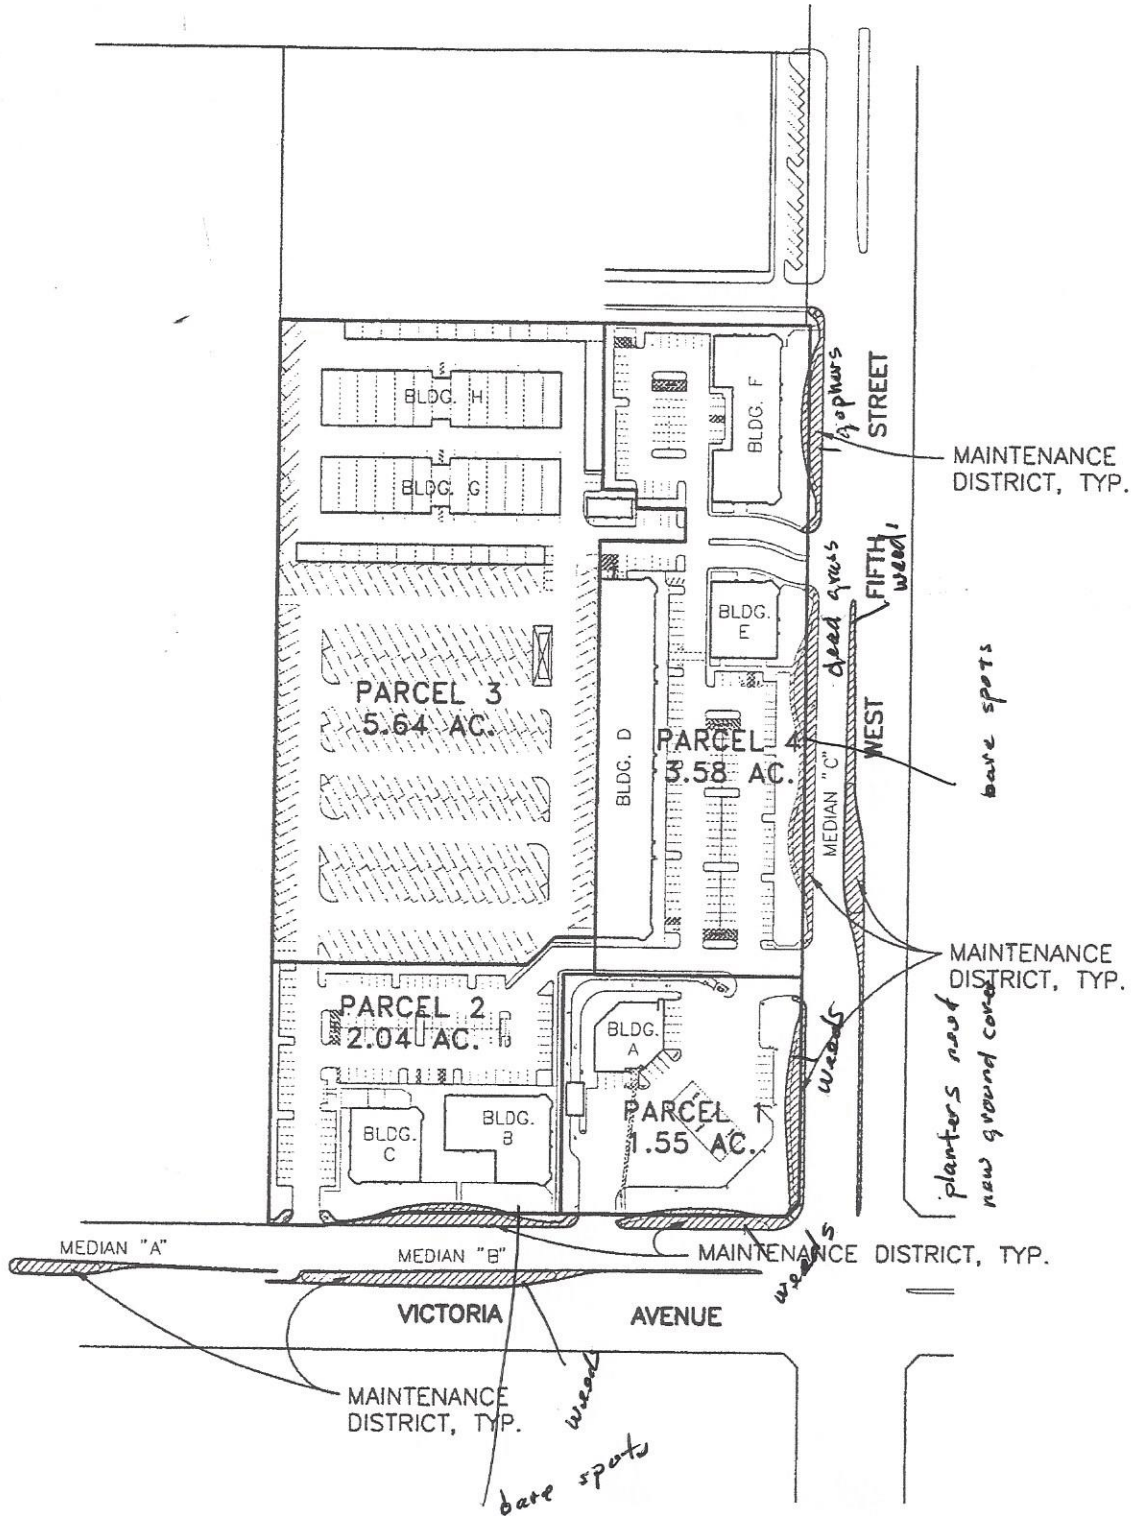 BLDG. H
gophers
STREET
BLDG. F
MAINTENANCE
DISTRICT, TYP.
BLDG. G
FIFTH
weeds
dead grass
BLDG.
E
bare spots
PARCEL 3
5.64 AC.
BLDG. D
PARCEL 4
3.58 AC.
WEST
MEDIAN "C"
MAINTENANCE
DISTRICT, TYP.
PARCEL 2
2.04 AC.
BLDG.
A
weeds
planters need
new ground cover
PARCEL 1
1.55 AC.
BLDG.
B
BLDG.
C
MEDIAN "A"
MEDIAN "B"
MAINTENANCE DISTRICT, TYP.
weeds
VICTORIA AVENUE
MAINTENANCE
DISTRICT, TYP.
weeds
bare spots